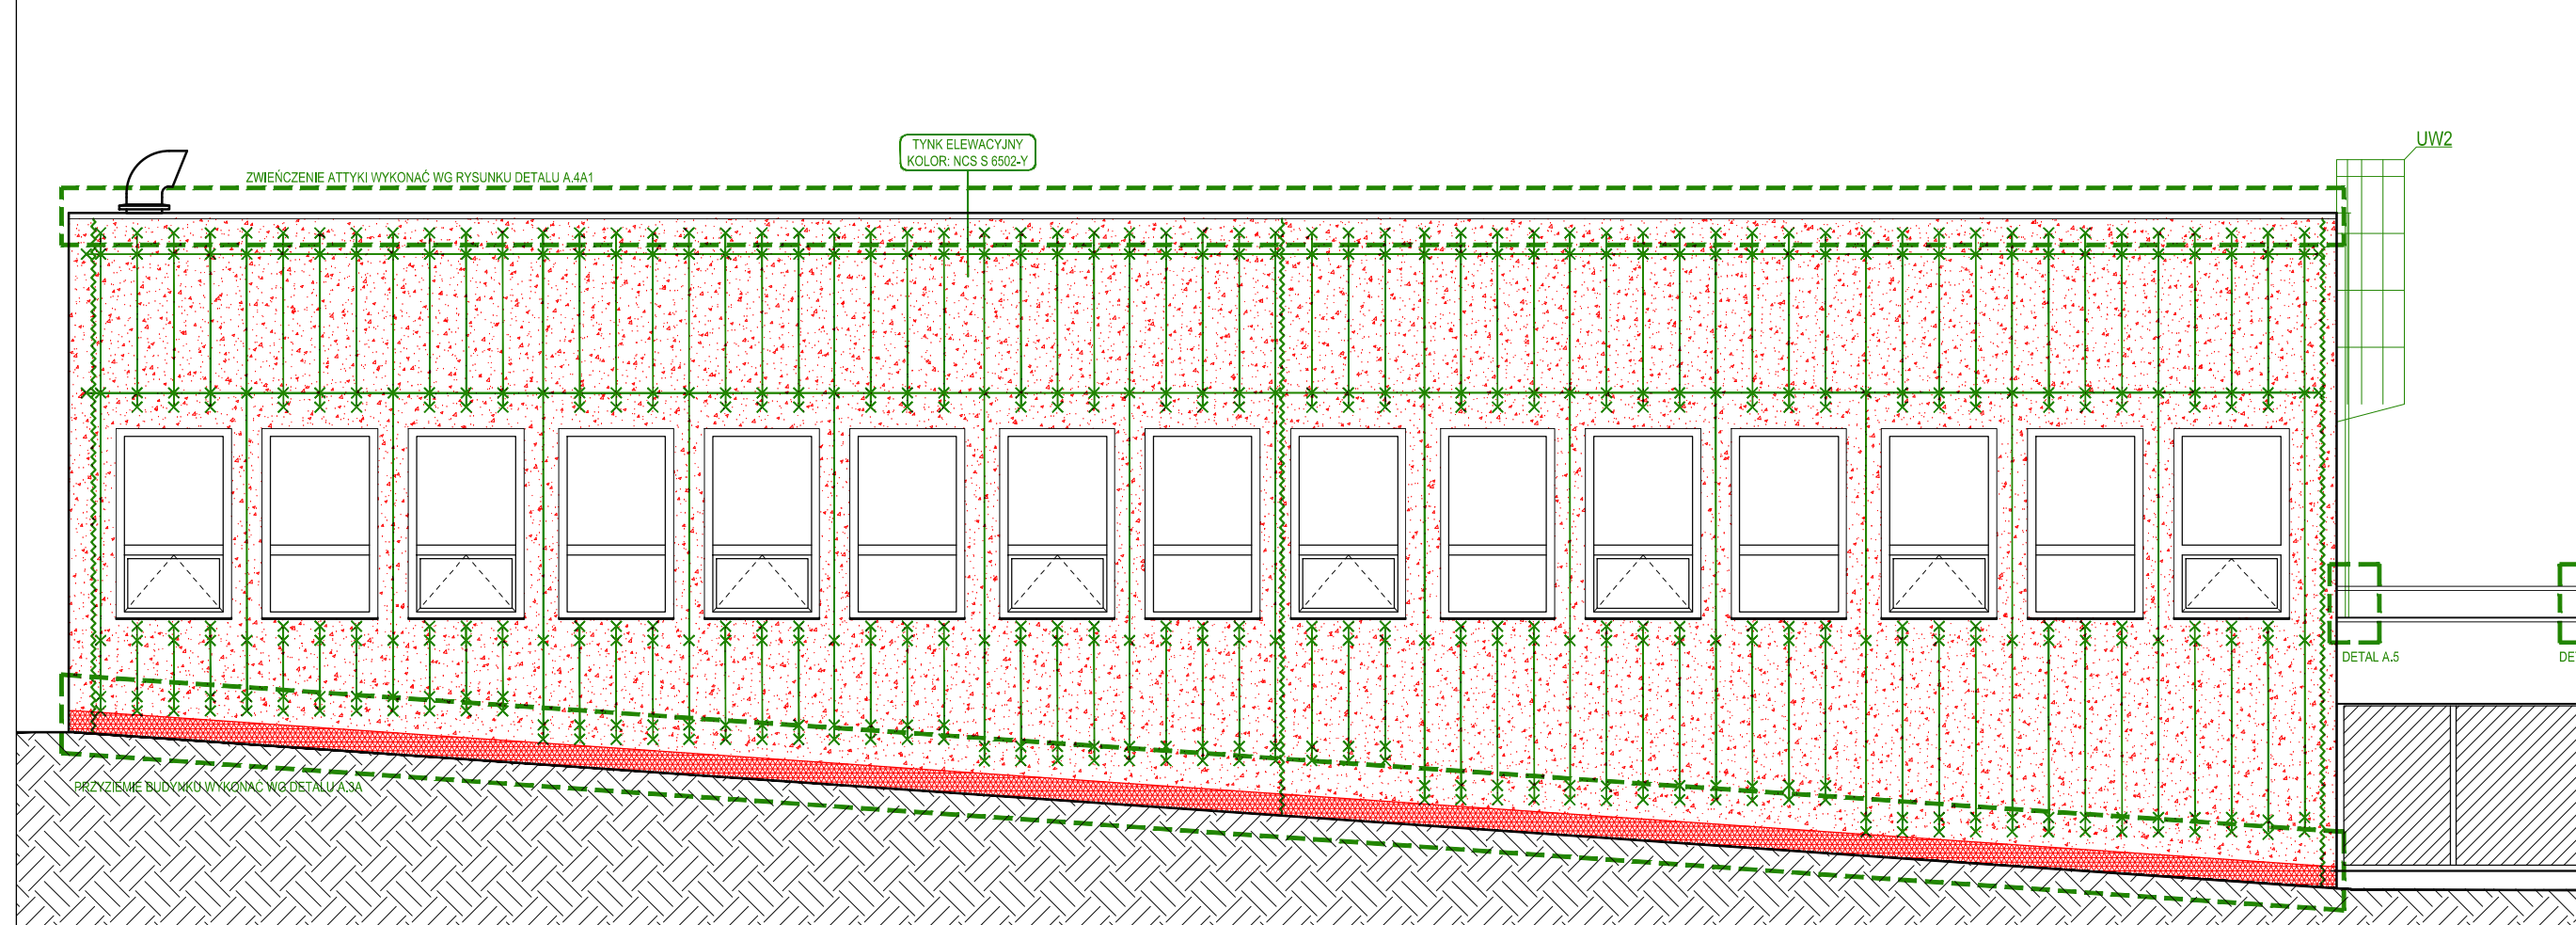 UW2
TYNK ELEWACYJNY
KOLOR: NCS S 6502-Y
ZWIEŃCZENIE ATTYKI WYKONAĆ WG RYSUNKU DETALU A.4A1
DETAL A.5
DE
PRZYZIEMIE BUDYNKU WYKONAĆ WG DETALU A.3A